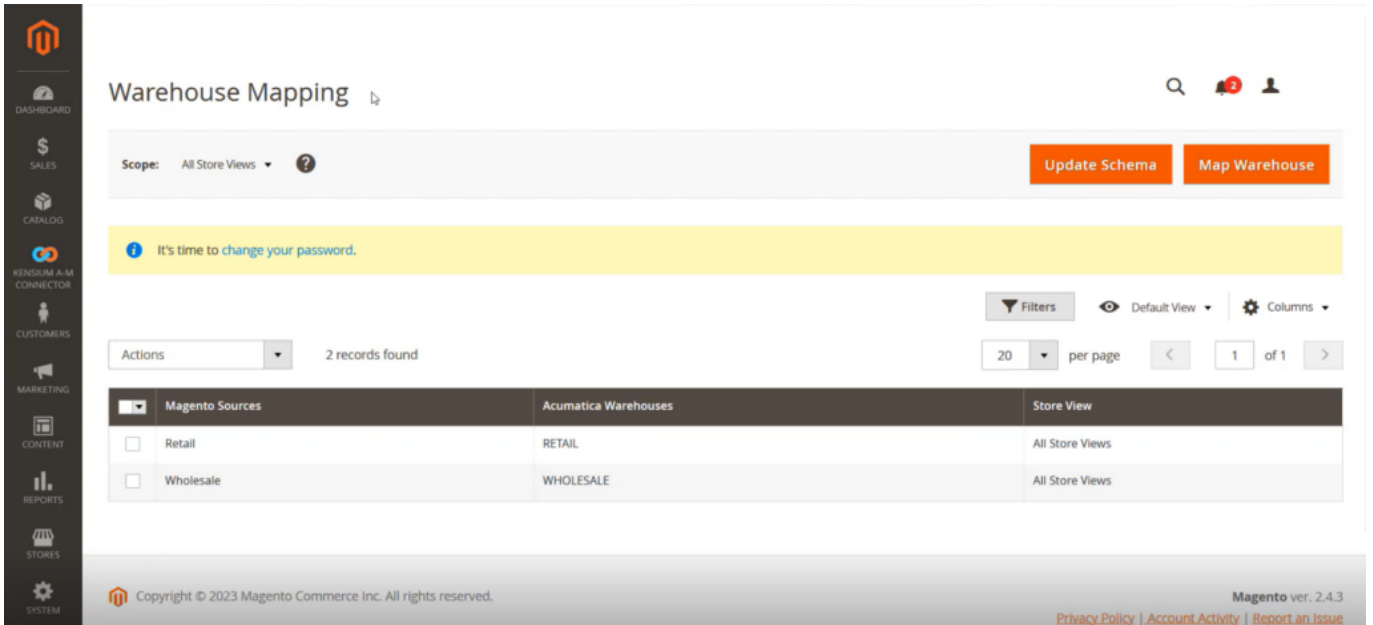 Warehouse Mapping
2
DASHBOARD
SALES
CATALOG
KENSIUM A-M
CONNECTOR
CUSTOMERS
MARKETING
CONTENT
REPORTS
STORES
SYSTEM
Scope: All Store Views
Update Schema Map Warehouse
It's time to change your password.
Filters Default View Columns
Actions 2 records found 20 per page 1 of 1
Magento Sources Acumatica Warehouses Store View
Retail RETAIL All Store Views
Wholesale WHOLESALE All Store Views
Copyright © 2023 Magento Commerce Inc. All rights reserved. Magento ver. 2.4.3
Privacy Policy | Account Activity | Report an Issue